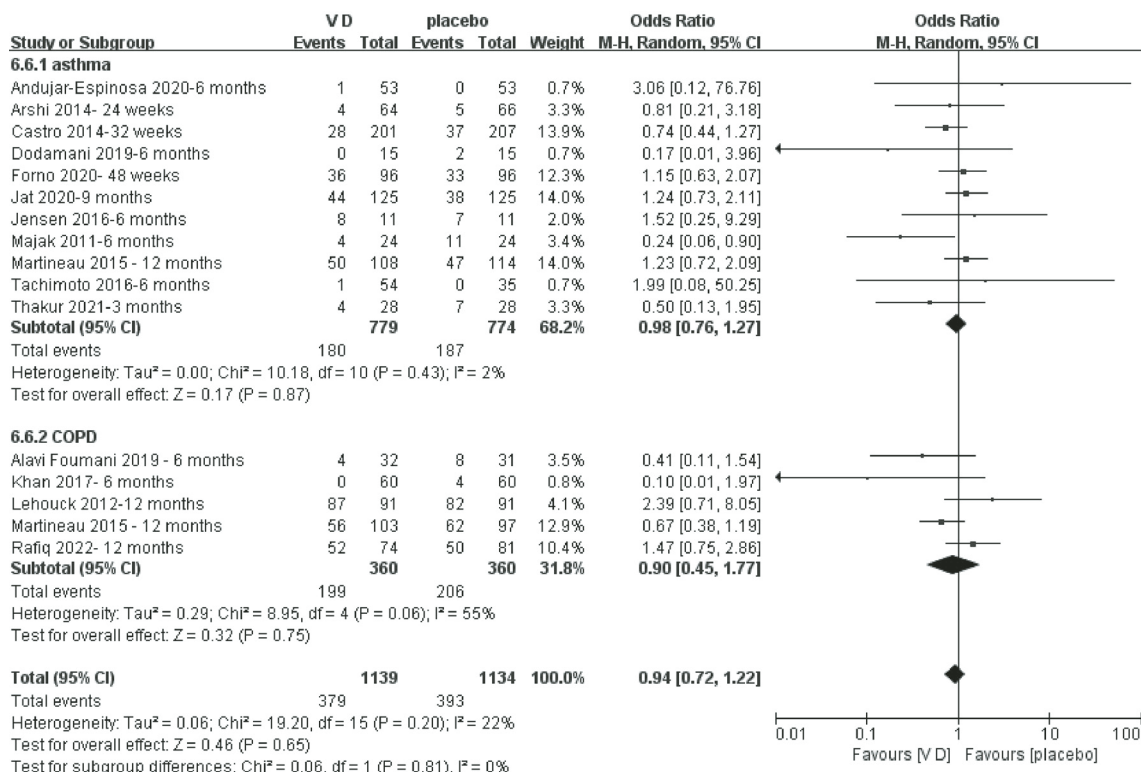 V D placebo Odds Ratio Odds Ratio
Study or Subgroup Events Total Events Total Weight M-H, Random, 95% CI M-H, Random, 95% CI
6.6.1 asthma
Andujar-Espinosa 2020-6 months 1 53 0 53 0.7% 3.06 [0.12, 76.76]
Arshi 2014- 24 weeks 4 64 5 66 3.3% 0.81 [0.21, 3.18]
Castro 2014-32 weeks 28 201 37 207 13.9% 0.74 [0.44, 1.27]
Dodamani 2019-6 months 0 15 2 15 0.7% 0.17 [0.01, 3.96]
Forno 2020- 48 weeks 36 96 33 96 12.3% 1.15 [0.63, 2.07]
Jat 2020-9 months 44 125 38 125 14.0% 1.24 [0.73, 2.11]
Jensen 2016-6 months 8 11 7 11 2.0% 1.52 [0.25, 9.29]
Majak 2011-6 months 4 24 11 24 3.4% 0.24 [0.06, 0.90]
Martineau 2015 - 12 months 50 108 47 114 14.0% 1.23 [0.72, 2.09]
Tachimoto 2016-6 months 1 54 0 35 0.7% 1.99 [0.08, 50.25]
Thakur 2021-3 months 4 28 7 28 3.3% 0.50 [0.13, 1.95]
Subtotal (95% CI) 779 774 68.2% 0.98 [0.76, 1.27]
Total events 180 187
Heterogeneity: Tau² = 0.00; Chi² = 10.18, df = 10 (P = 0.43); I² = 2%
Test for overall effect: Z = 0.17 (P = 0.87)
6.6.2 COPD
Alavi Foumani 2019 - 6 months 4 32 8 31 3.5% 0.41 [0.11, 1.54]
Khan 2017- 6 months 0 60 4 60 0.8% 0.10 [0.01, 1.97]
Lehouck 2012-12 months 87 91 82 91 4.1% 2.39 [0.71, 8.05]
Martineau 2015 - 12 months 56 103 62 97 12.9% 0.67 [0.38, 1.19]
Rafiq 2022- 12 months 52 74 50 81 10.4% 1.47 [0.75, 2.86]
Subtotal (95% CI) 360 360 31.8% 0.90 [0.45, 1.77]
Total events 199 206
Heterogeneity: Tau² = 0.29; Chi² = 8.95, df = 4 (P = 0.06); I² = 55%
Test for overall effect: Z = 0.32 (P = 0.75)
Total (95% CI) 1139 1134 100.0% 0.94 [0.72, 1.22]
Total events 379 393
Heterogeneity: Tau² = 0.06; Chi² = 19.20, df = 15 (P = 0.20); I² = 22%
Test for overall effect: Z = 0.46 (P = 0.65)
Test for subgroup differences: Chi² = 0.06, df = 1 (P = 0.81), I² = 0%
0.01 0.1 1 10 100
Favours [V D] Favours [placebo]